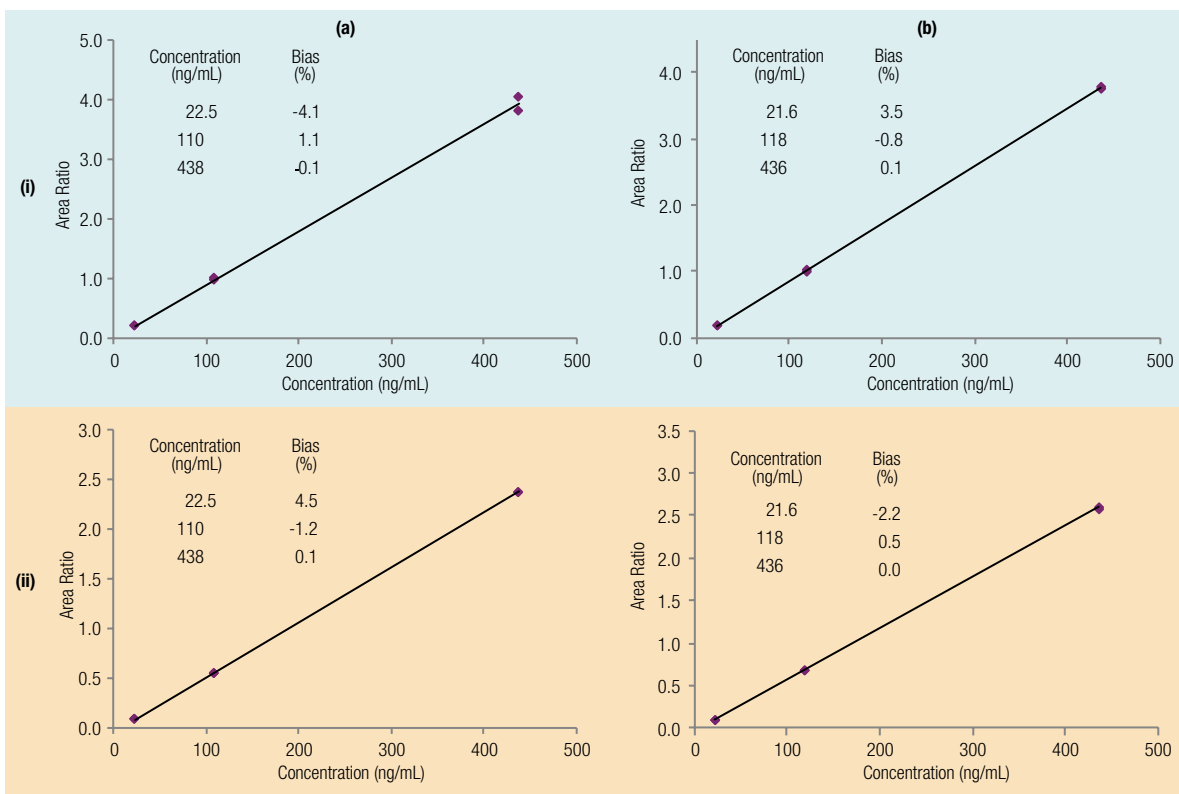 (a)
(i)
Area Ratio
5.0
4.0
3.0
2.0
1.0
0.0
Concentration Bias
(ng/mL) (%)
22.5 -4.1
110 1.1
438 -0.1
0 100 200 300 400 500
Concentration (ng/mL)
(b)
Area Ratio
4.0
3.0
2.0
1.0
0.0
Concentration Bias
(ng/mL) (%)
21.6 3.5
118 -0.8
436 0.1
0 100 200 300 400 500
Concentration (ng/mL)
(ii)
Area Ratio
3.0
2.5
2.0
1.5
1.0
0.5
0.0
Concentration Bias
(ng/mL) (%)
22.5 4.5
110 -1.2
438 0.1
0 100 200 300 400 500
Concentration (ng/mL)
Area Ratio
3.5
3.0
2.5
2.0
1.5
1.0
0.5
0.0
Concentration Bias
(ng/mL) (%)
21.6 -2.2
118 0.5
436 0.0
0 100 200 300 400 500
Concentration (ng/mL)